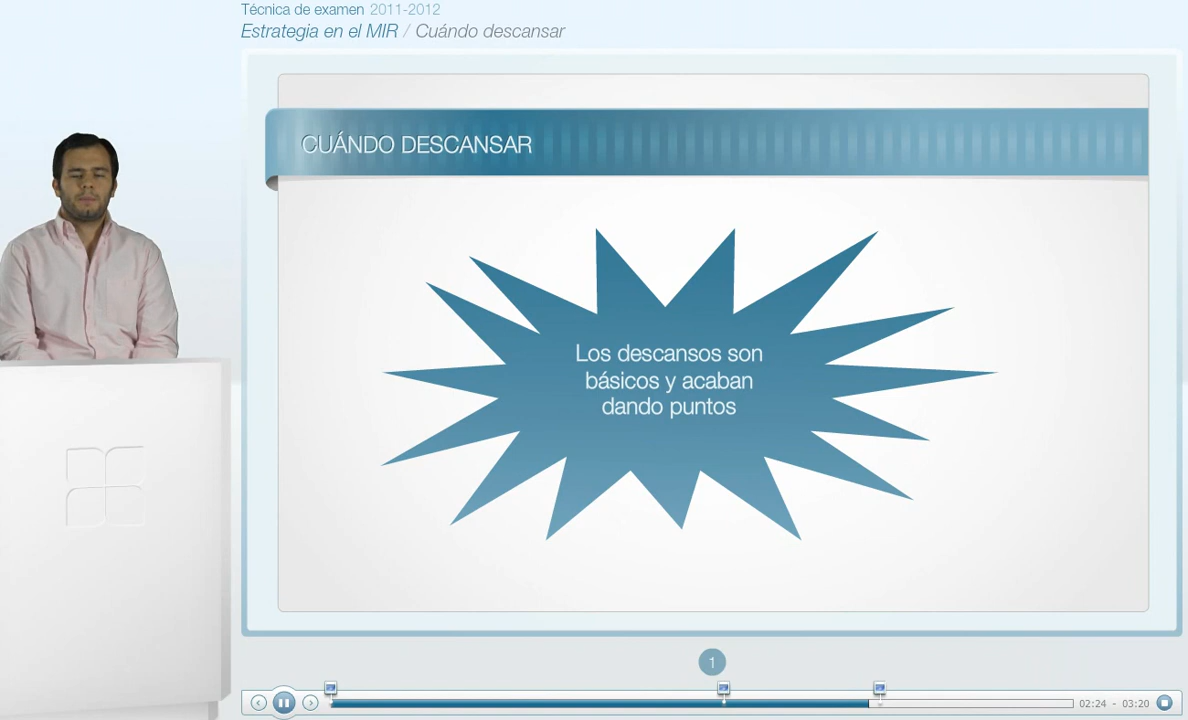 Técnica de examen 2011-2012
Estrategia en el MIR / Cuándo descansar
CUÁNDO DESCANSAR
Los descansos son
básicos y acaban
dando puntos
1
02:24 - 03:20